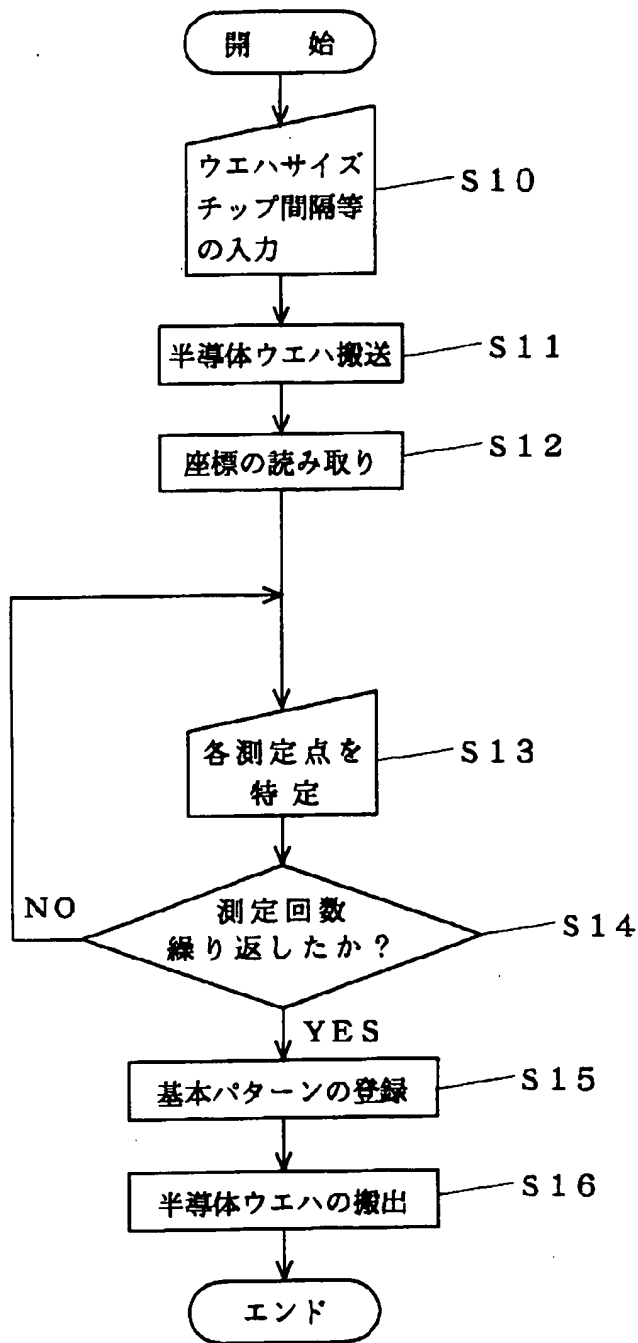 開 始
ウエハサイズ
チップ間隔等
の入力
S10
半導体ウエハ搬送
S11
座標の読み取り
S12
各測定点を
特定
S13
測定回数
繰り返したか？
S14
NO
YES
基本パターンの登録
S15
半導体ウエハの搬出
S16
エンド